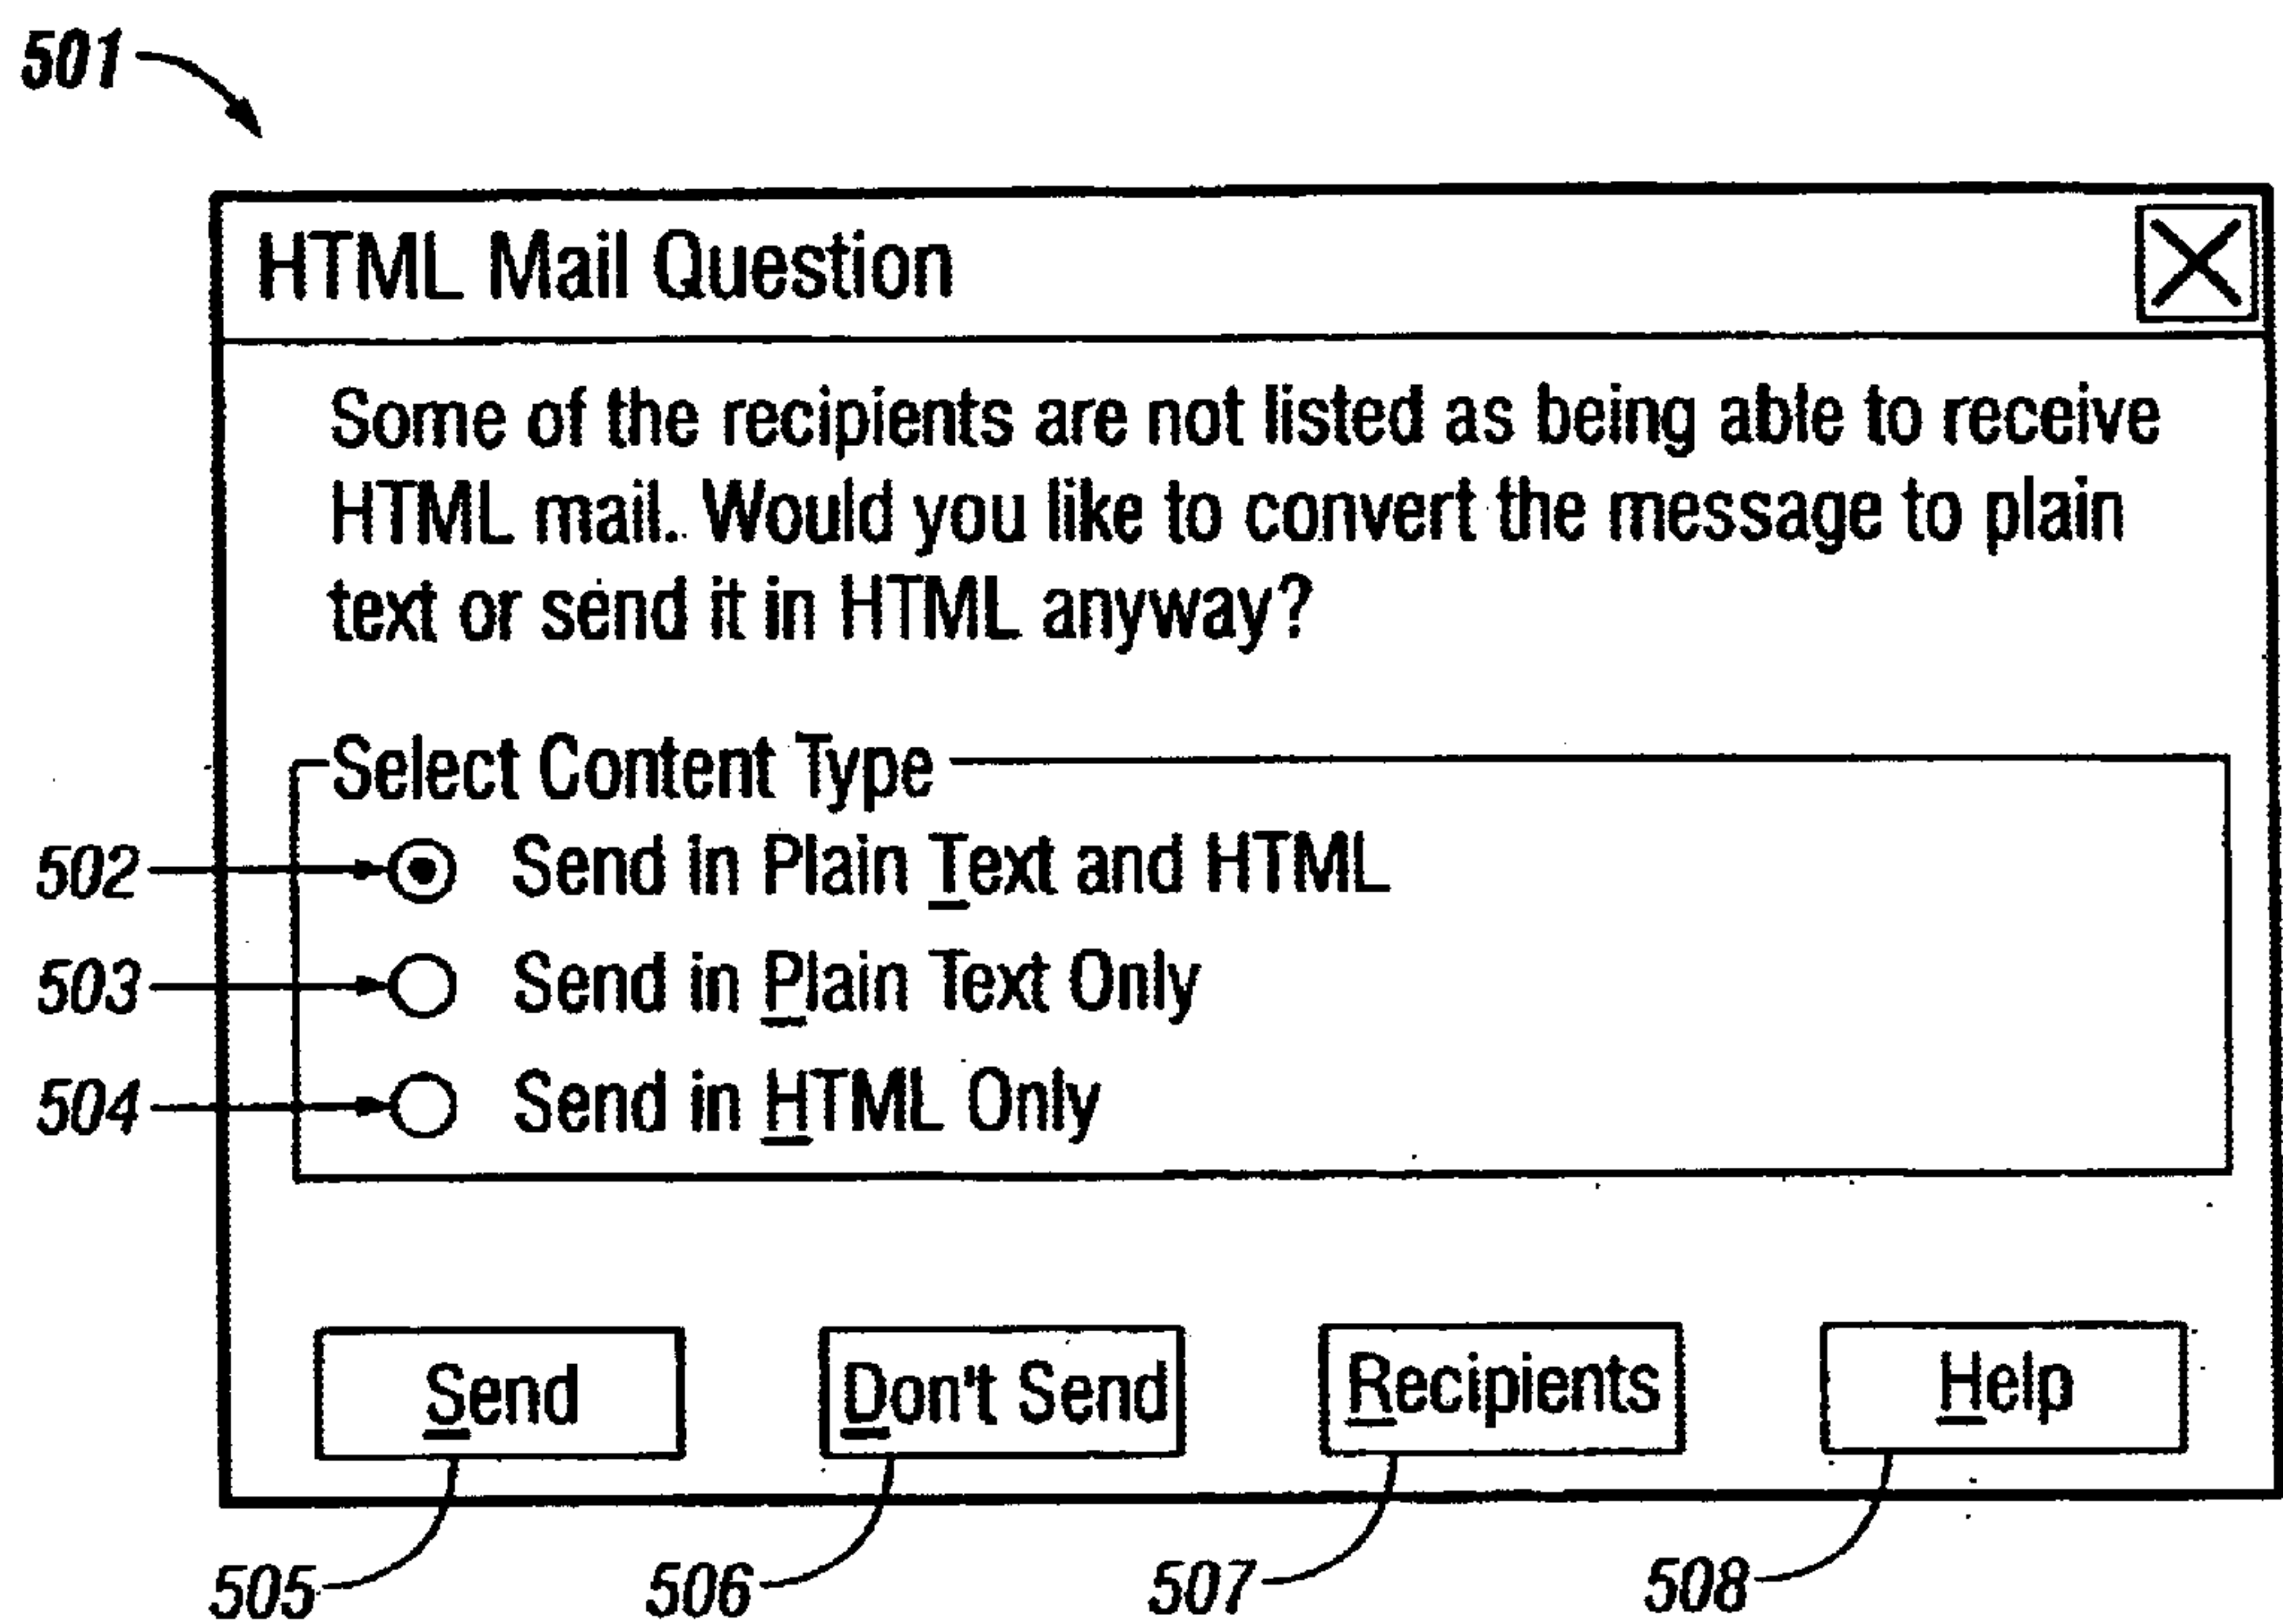 501
HTML Mail Question
Some of the recipients are not listed as being able to receive
HTML mail. Would you like to convert the message to plain
text or send it in HTML anyway?
Select Content Type
502 Send in Plain Text and HTML
503 Send in Plain Text Only
504 Send in HTML Only
Send Don't Send Recipients Help
505 506 507 508